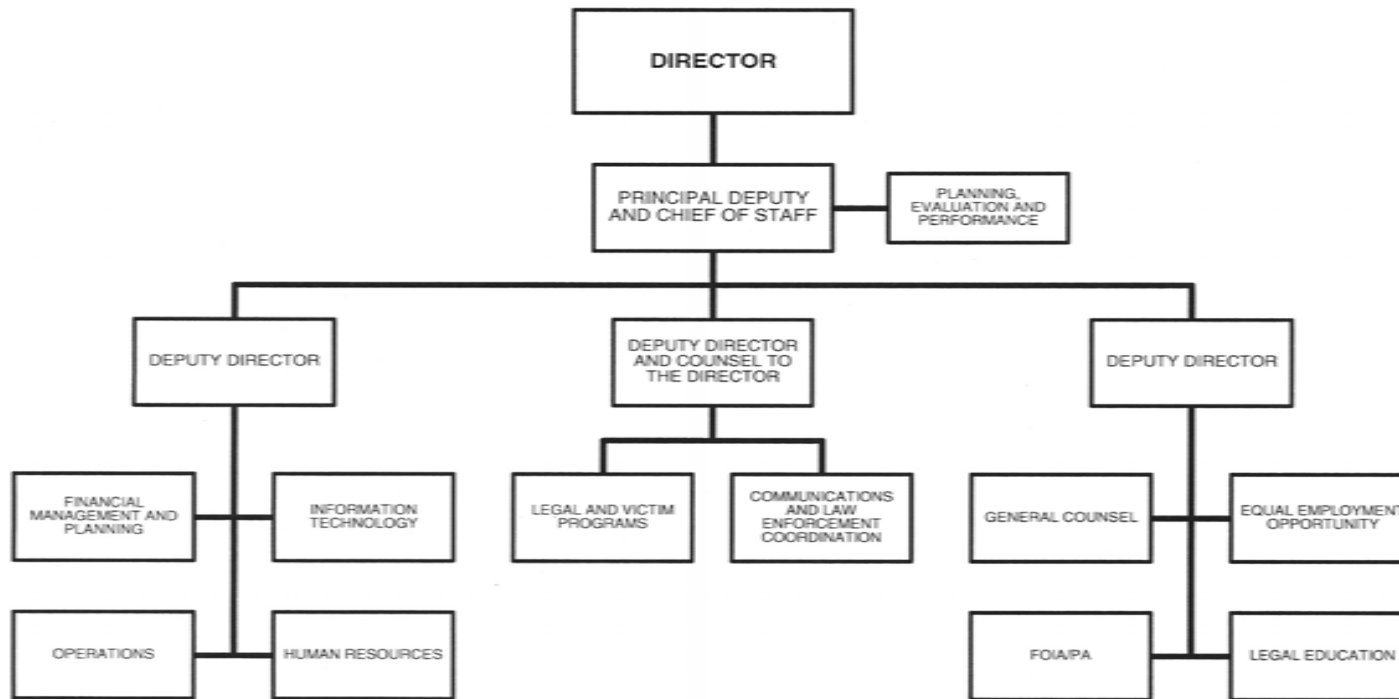 DIRECTOR
PRINCIPAL DEPUTY
AND CHIEF OF STAFF
PLANNING,
EVALUATION AND
PERFORMANCE
DEPUTY DIRECTOR
DEPUTY DIRECTOR
AND COUNSEL TO
THE DIRECTOR
DEPUTY DIRECTOR
FINANCIAL
MANAGEMENT AND
PLANNING
INFORMATION
TECHNOLOGY
LEGAL AND VICTIM
PROGRAMS
COMMUNICATIONS
AND LAW
ENFORCEMENT
COORDINATION
GENERAL COUNSEL
EQUAL EMPLOYMENT
OPPORTUNITY
OPERATIONS
HUMAN RESOURCES
FOIA/PA
LEGAL EDUCATION